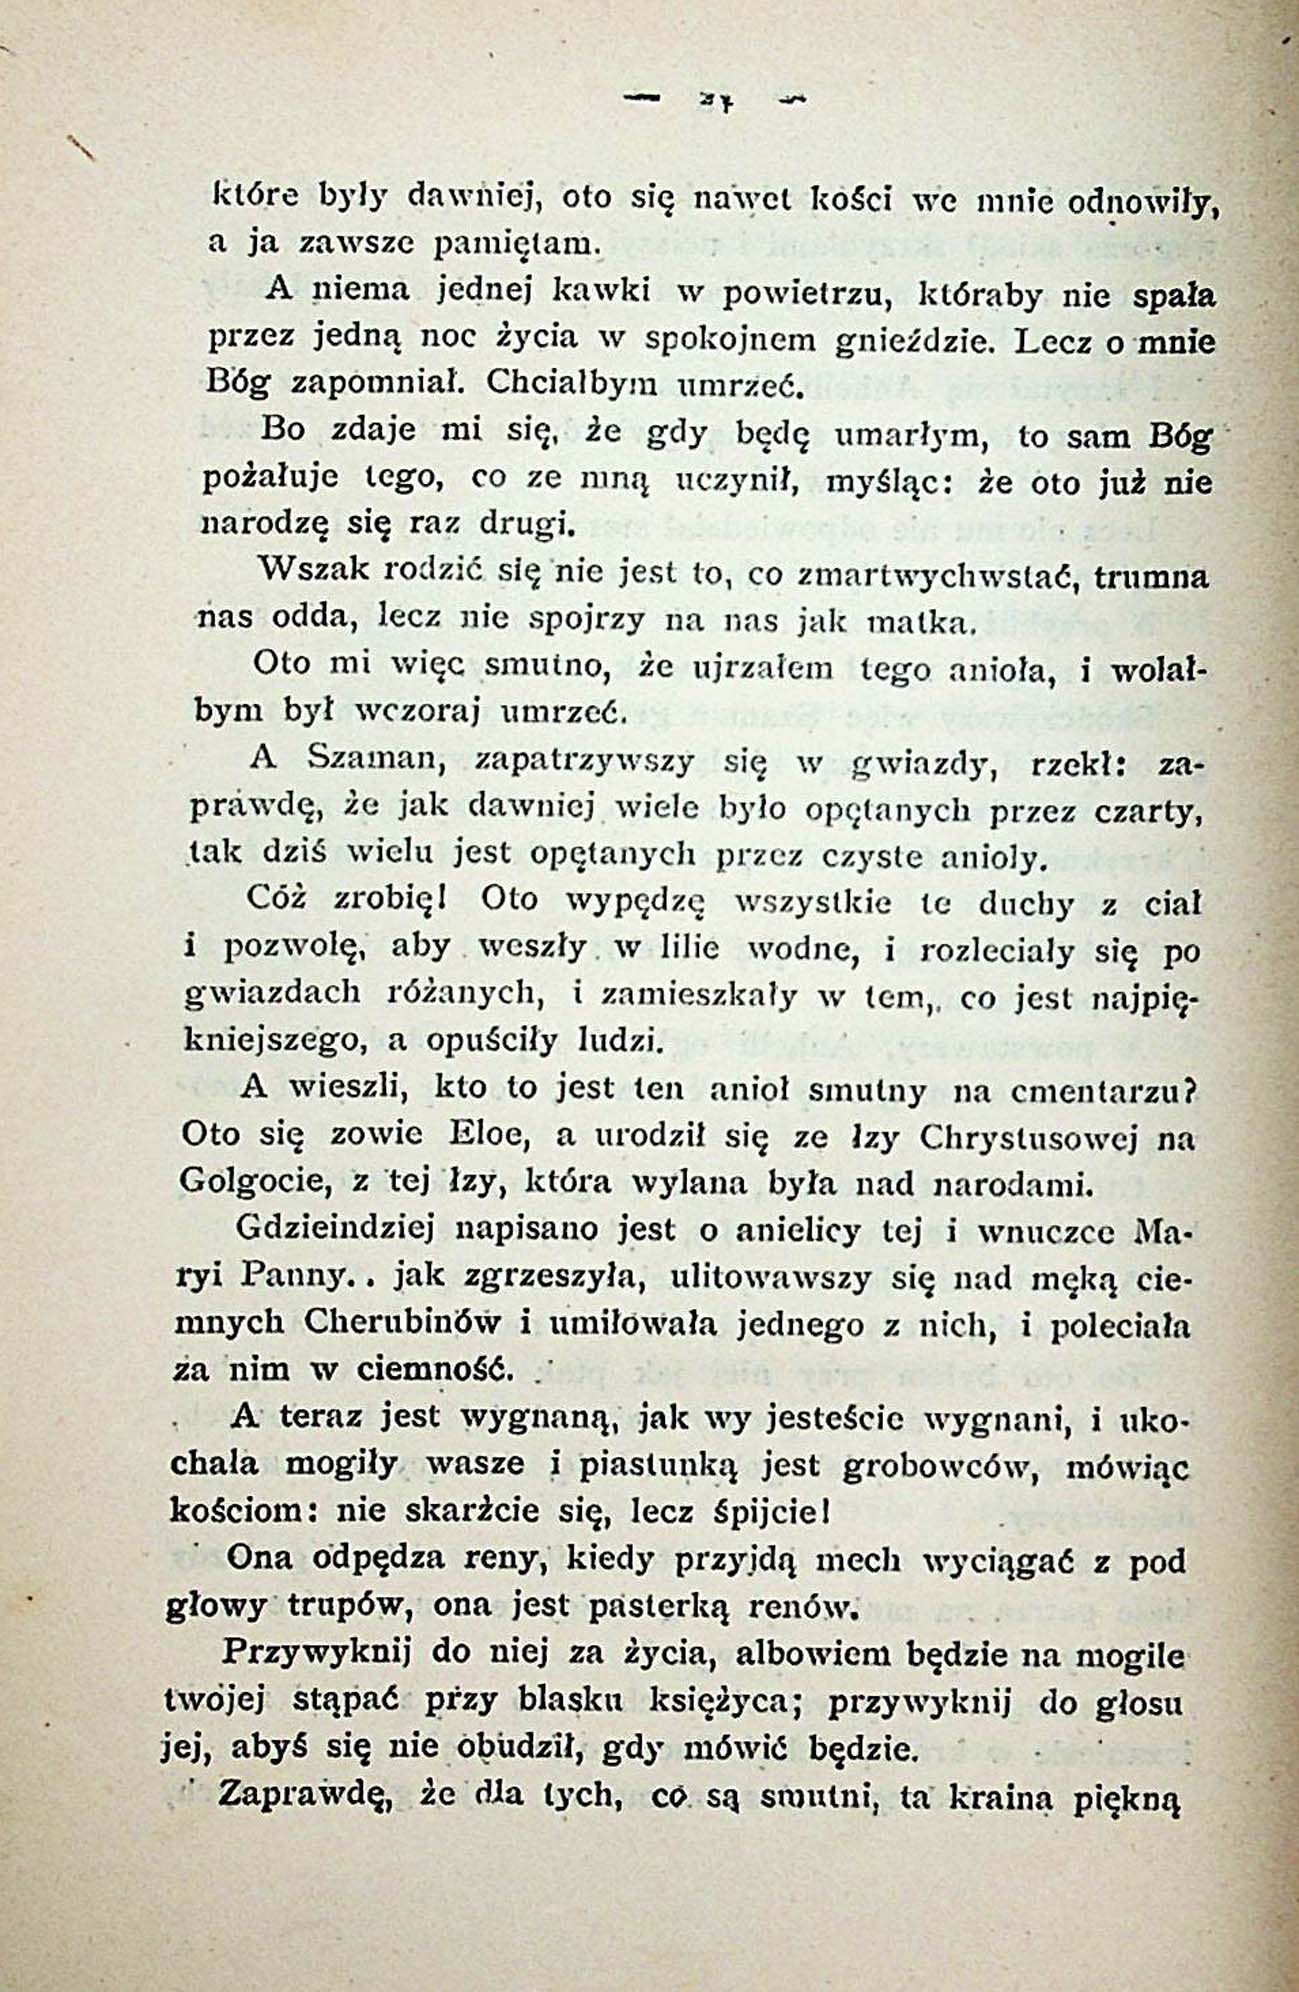 — 27 —
które były dawniej, oto się nawet kości we mnie odnowiły,
a ja zawsze pamiętam.
A niema jednej kawki w powietrzu, któraby nie spała
przez jedną noc życia w spokojnem gnieździe. Lecz o mnie
Bóg zapomniał. Chciałbym umrzeć.
Bo zdaje mi się, że gdy będę umarłym, to sam Bóg
pożałuje tego, co ze mną uczynił, myśląc: że oto już nie
narodzę się raz drugi.
Wszak rodzić się nie jest to, co zmartwychwstać, trumna
nas odda, lecz nie spojrzy na nas jak matka.
Oto mi więc smutno, że ujrzałem tego anioła, i wolał-
bym był wczoraj umrzeć.
A Szaman, zapatrzywszy się w gwiazdy, rzekł: za-
prawdę, że jak dawniej wiele było opętanych przez czarty,
tak dziś wielu jest opętanych przez czyste anioly.
Cóż zrobię! Oto wypędzę wszystkie te duchy z ciał
i pozwolę, aby weszły w lilie wodne, i rozleciały się po
gwiazdach różanych, i zamieszkały w tem, co jest najpię-
kniejszego, a opuściły ludzi.
A wieszli, kto to jest ten anioł smutny na cmentarzu?
Oto się zowie Eloe, a urodził się ze łzy Chrystusowej na
Golgocie, z tej łzy, która wylana była nad narodami.
Gdzieindziej napisano jest o anielicy tej i wnuczce Ma-
ryi Panny.. jak zgrzeszyła, ulitowawszy się nad męką cie-
mnych Cherubinów i umiłowała jednego z nich, i poleciała
za nim w ciemność.
A teraz jest wygnaną, jak wy jesteście wygnani, i uko-
chała mogiły wasze i piastunką jest grobowców, mówiąc
kościom: nie skarżcie się, lecz śpijcie!
Ona odpędza reny, kiedy przyjdą mech wyciągać z pod
głowy trupów, ona jest pasterką renów.
Przywyknij do niej za życia, albowiem będzie na mogile
twojej stąpać przy blasku księżyca; przywyknij do głosu
jej, abyś się nie obudził, gdy mówić będzie.
Zaprawdę, że dla tych, co są smutni, ta kraina piękną